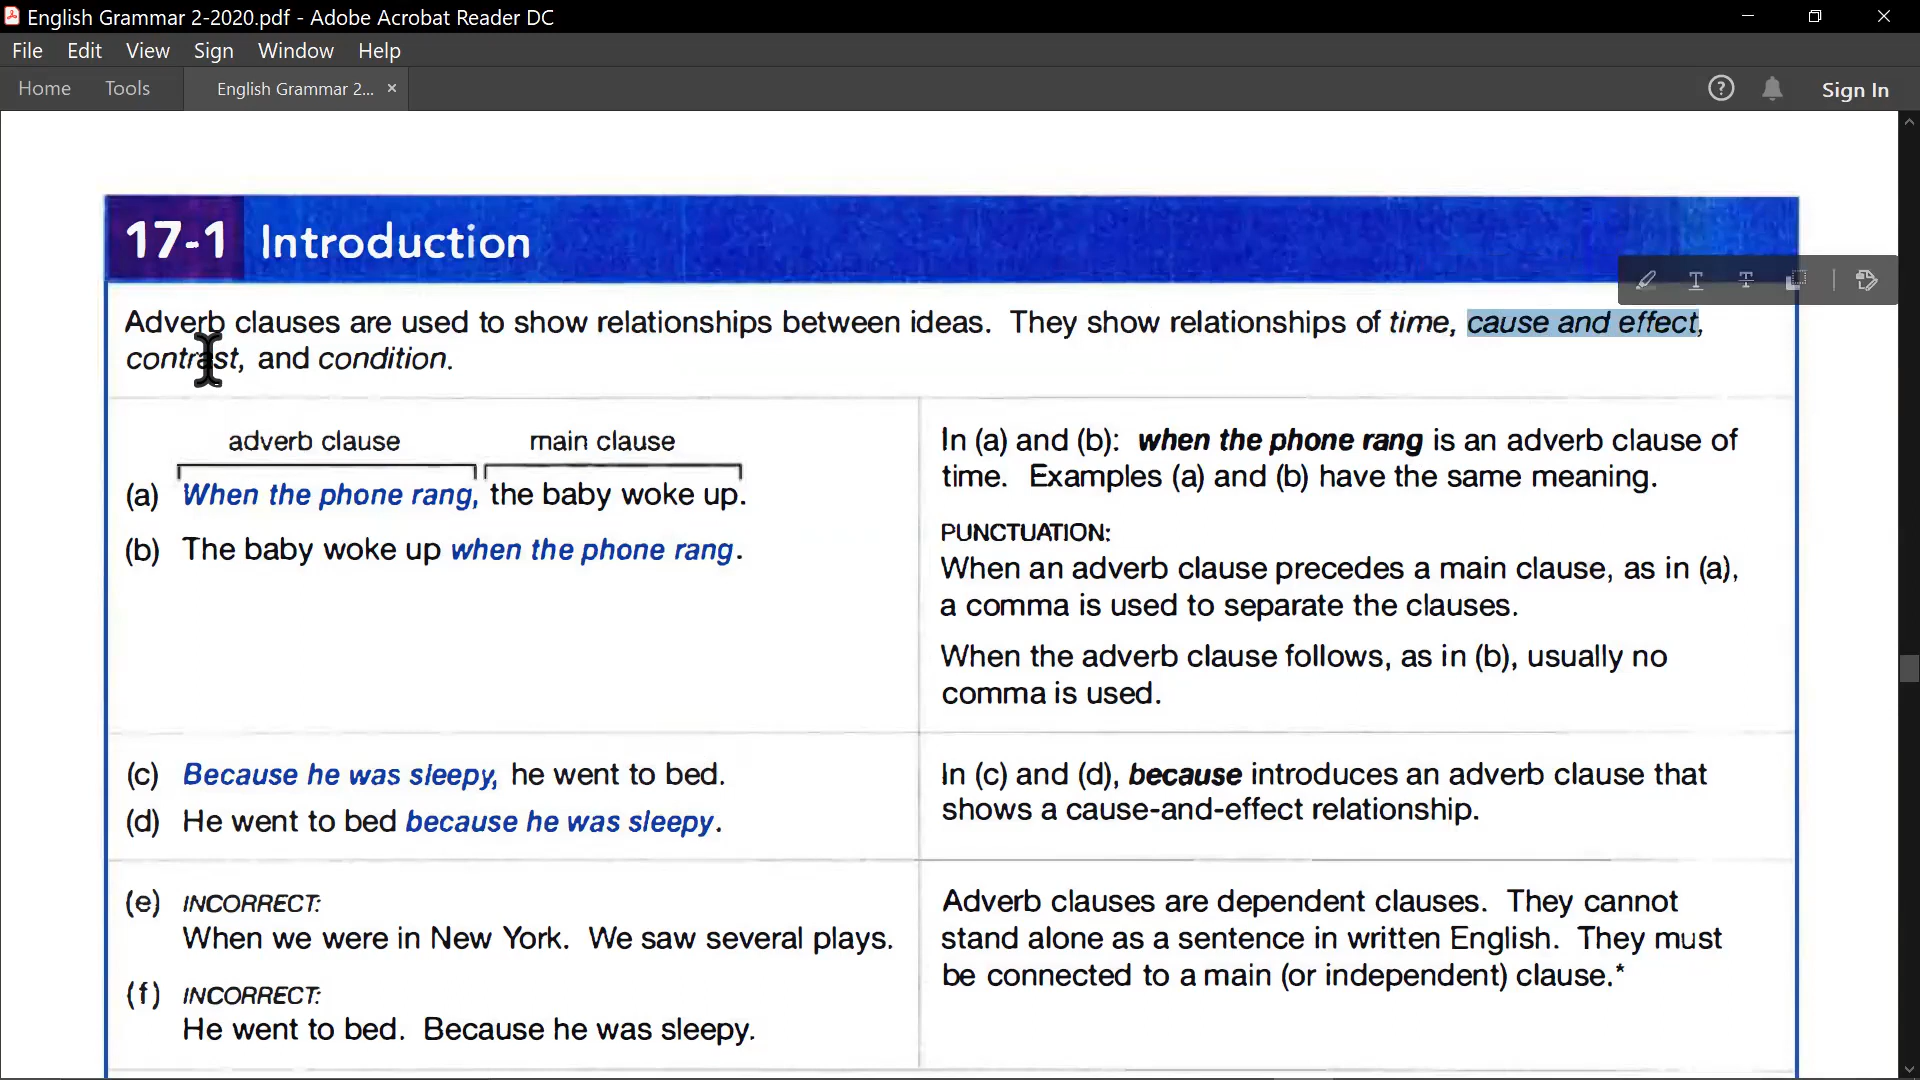 English Grammar 2-2020.pdf - Adobe Acrobat Reader DC
File Edit View Sign Window Help
Home Tools English Grammar 2... × ? Sign In
17-1 Introduction
Adverb clauses are used to show relationships between ideas. They show relationships of time, cause and effect,
contrast, and condition.
adverb clause main clause
(a) When the phone rang, the baby woke up.
(b) The baby woke up when the phone rang.
In (a) and (b): when the phone rang is an adverb clause of
time. Examples (a) and (b) have the same meaning.
PUNCTUATION:
When an adverb clause precedes a main clause, as in (a),
a comma is used to separate the clauses.
When the adverb clause follows, as in (b), usually no
comma is used.
(c) Because he was sleepy, he went to bed.
(d) He went to bed because he was sleepy.
In (c) and (d), because introduces an adverb clause that
shows a cause-and-effect relationship.
(e) INCORRECT:
When we were in New York. We saw several plays.
(f) INCORRECT:
He went to bed. Because he was sleepy.
Adverb clauses are dependent clauses. They cannot
stand alone as a sentence in written English. They must
be connected to a main (or independent) clause.*